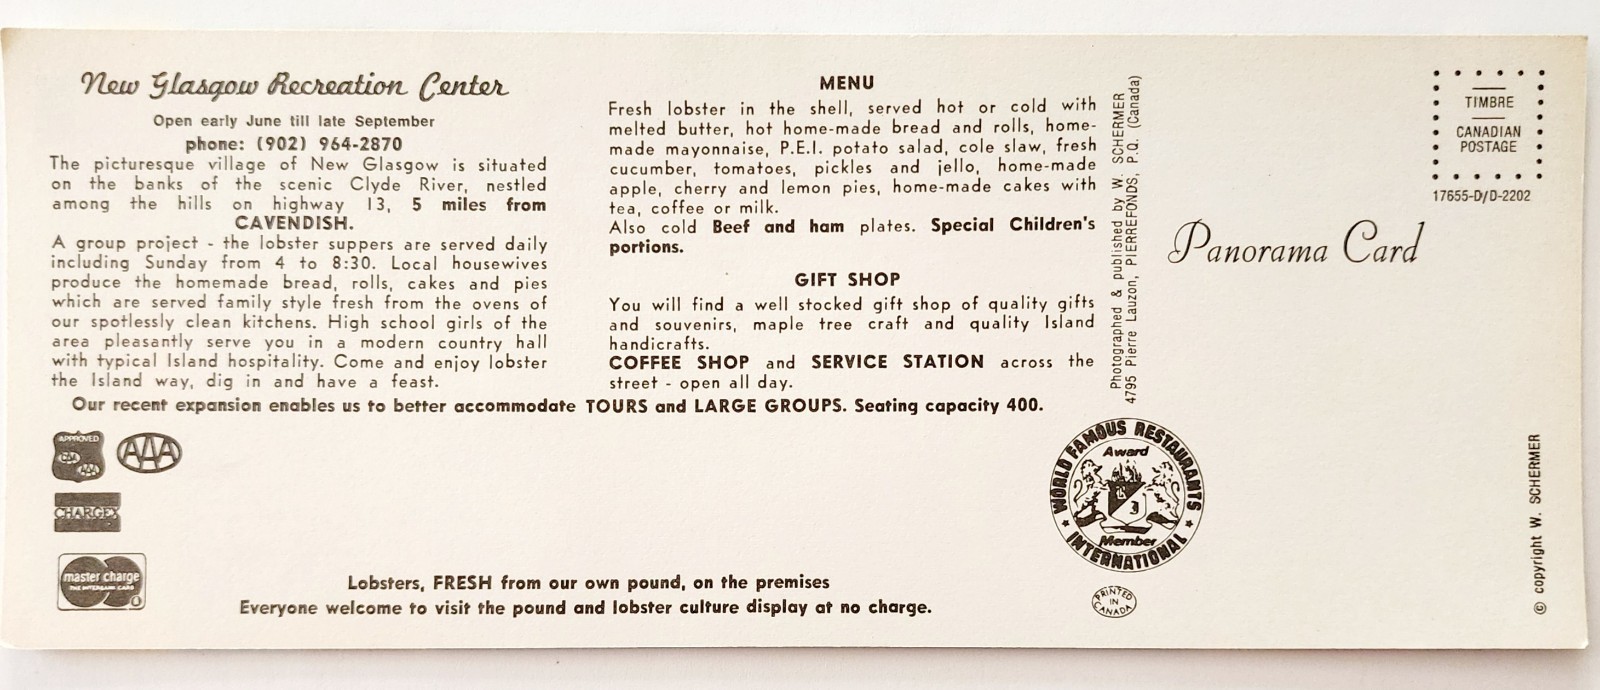 New Glasgow Recreation Center
Open early June till late September
phone: (902) 964-2870
The picturesque village of New Glasgow is situated
on the banks of the scenic Clyde River, nestled
among the hills on highway 13, 5 miles from
CAVENDISH.
A group project - the lobster suppers are served daily
including Sunday from 4 to 8:30. Local housewives
produce the homemade bread, rolls, cakes and pies
which are served family style fresh from the ovens of
our spotlessly clean kitchens. High school girls of the
area pleasantly serve you in a modern country hall
with typical Island hospitality. Come and enjoy lobster
the Island way, dig in and have a feast.
MENU
Fresh lobster in the shell, served hot or cold with
melted butter, hot home-made bread and rolls, home-
made mayonnaise, P.E.I. potato salad, cole slaw, fresh
cucumber, tomatoes, pickles and jello, home-made
apple, cherry and lemon pies, home-made cakes with
tea, coffee or milk.
Also cold Beef and ham plates. Special Children's
portions.
GIFT SHOP
You will find a well stocked gift shop of quality gifts
and souvenirs, maple tree craft and quality Island
handicrafts.
COFFEE SHOP and SERVICE STATION across the
street - open all day.
Our recent expansion enables us to better accommodate TOURS and LARGE GROUPS. Seating capacity 400.
APPROVED
CAA
AAA
AAA
CHARGEX
master charge
THE INTERBANK CARD
Lobsters, FRESH from our own pound, on the premises
Everyone welcome to visit the pound and lobster culture display at no charge.
Photographed & published by W. SCHERMER
4795 Pierre Lauzon, PIERREFONDS, P.Q. (Canada)
WORLD FAMOUS RESTAURANTS
INTERNATIONAL
Award
Member
PRINTED
IN
CANADA
TIMBRE
CANADIAN
POSTAGE
17655-D/D-2202
Panorama Card
© copyright W. SCHERMER